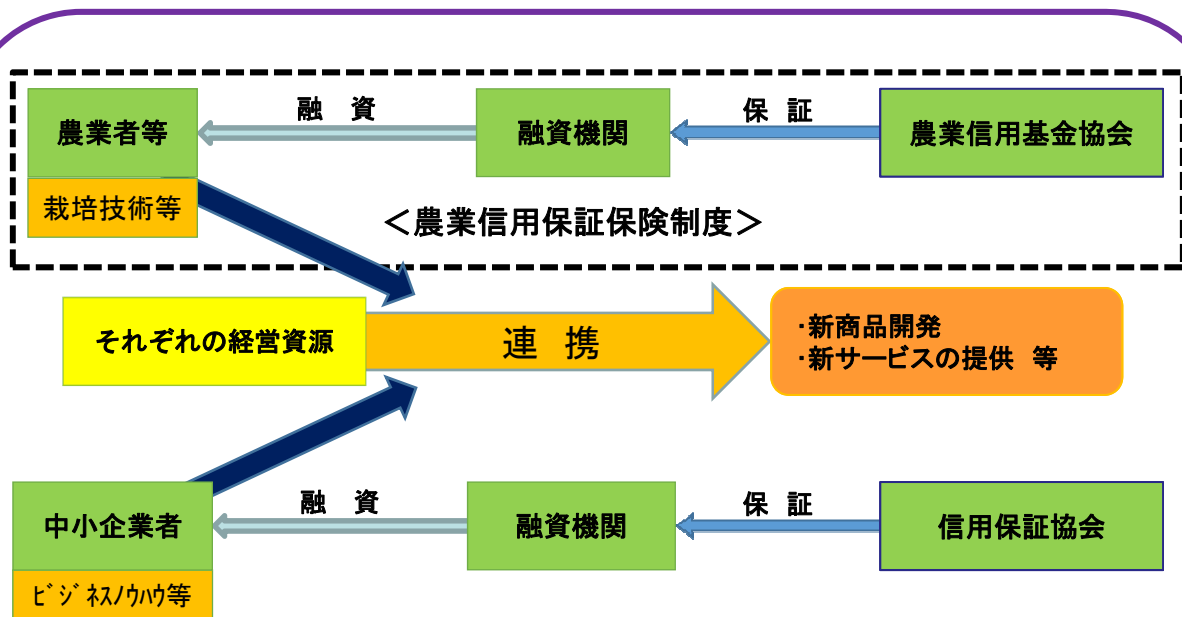 農業者等
融　資
融資機関
保　証
農業信用基金協会
栽培技術等
＜農業信用保証保険制度＞
それぞれの経営資源
連　携
・新商品開発
・新サービスの提供　等
中小企業者
融　資
融資機関
保　証
信用保証協会
ﾋﾞｼﾞﾈｽﾉｳﾊｳ等